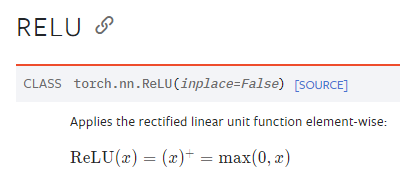 RELU
CLASS torch.nn.ReLU(inplace=False) [SOURCE]
Applies the rectified linear unit function element-wise:
ReLU(x) = (x)⁺ = max(0, x)